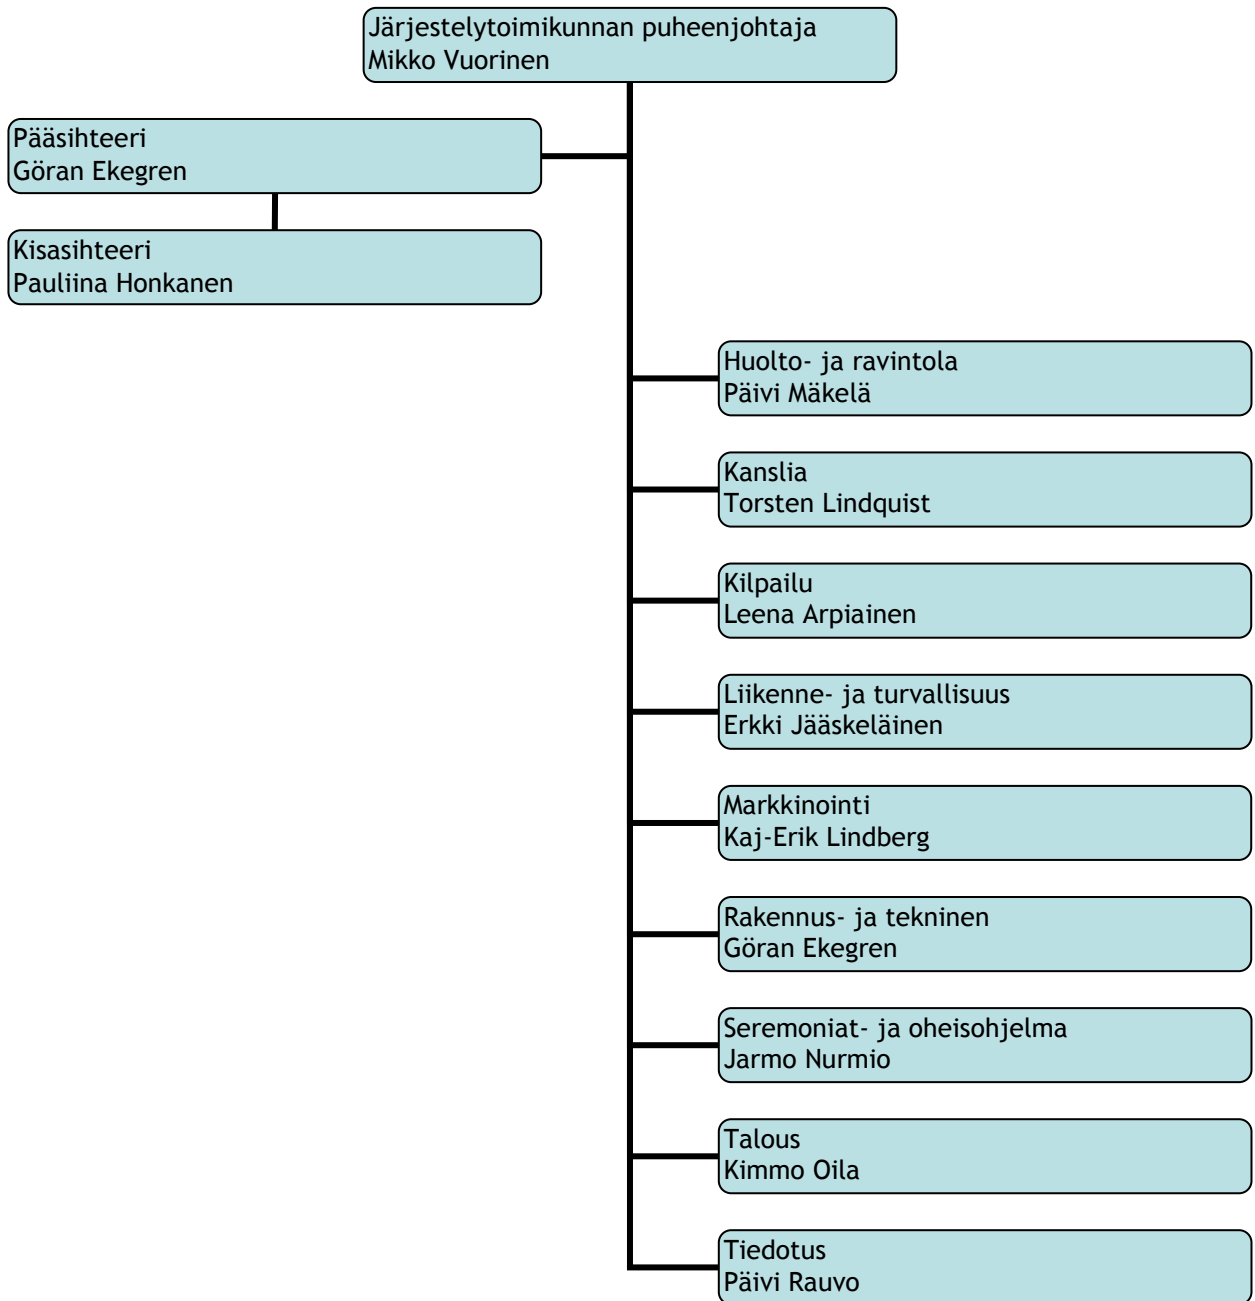 Järjestelytoimikunnan puheenjohtaja
Mikko Vuorinen
Pääsihteeri
Göran Ekegren
Kisasihteeri
Pauliina Honkanen
Huolto- ja ravintola
Päivi Mäkelä
Kanslia
Torsten Lindquist
Kilpailu
Leena Arpiainen
Liikenne- ja turvallisuus
Erkki Jääskeläinen
Markkinointi
Kaj-Erik Lindberg
Rakennus- ja tekninen
Göran Ekegren
Seremoniat- ja oheisohjelma
Jarmo Nurmio
Talous
Kimmo Oila
Tiedotus
Päivi Rauvo